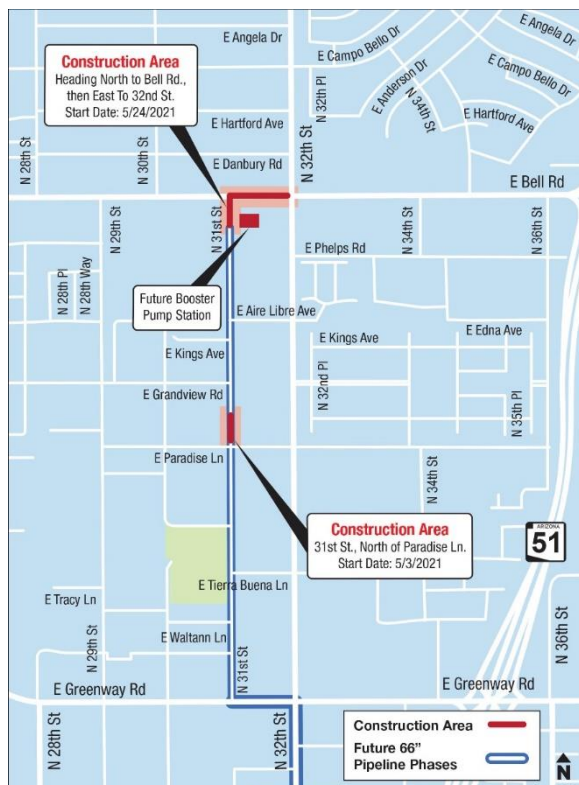 E Angela Dr
E Campo Bello Dr
Construction Area
Heading North to Bell Rd.,
then East To 32nd St.
Start Date: 5/24/2021
N 32nd Pl
E Anderson Dr
E Campo Bello Dr
N 34th St
N 32nd St
E Hartford Ave
E Hartford Ave
N 28th St
N 30th St
E Danbury Rd
E Bell Rd
N 29th St
N 31st St
N 34th St
N 36th St
E Phelps Rd
N 28th Pl
N 28th Way
Future Booster
Pump Station
E Aire Libre Ave
E Edna Ave
E Kings Ave
E Kings Ave
N 32nd Pl
N 35th Pl
E Grandview Rd
E Paradise Ln
N 34th St
Construction Area
31st St., North of Paradise Ln.
Start Date: 5/3/2021
ARIZONA
51
E Tierra Buena Ln
E Tracy Ln
E Waltann Ln
N 29th St
N 31st St
N 36th St
E Greenway Rd
E Greenway Rd
N 28th St
N 32nd St
Construction Area
Future 66”
Pipeline Phases
N